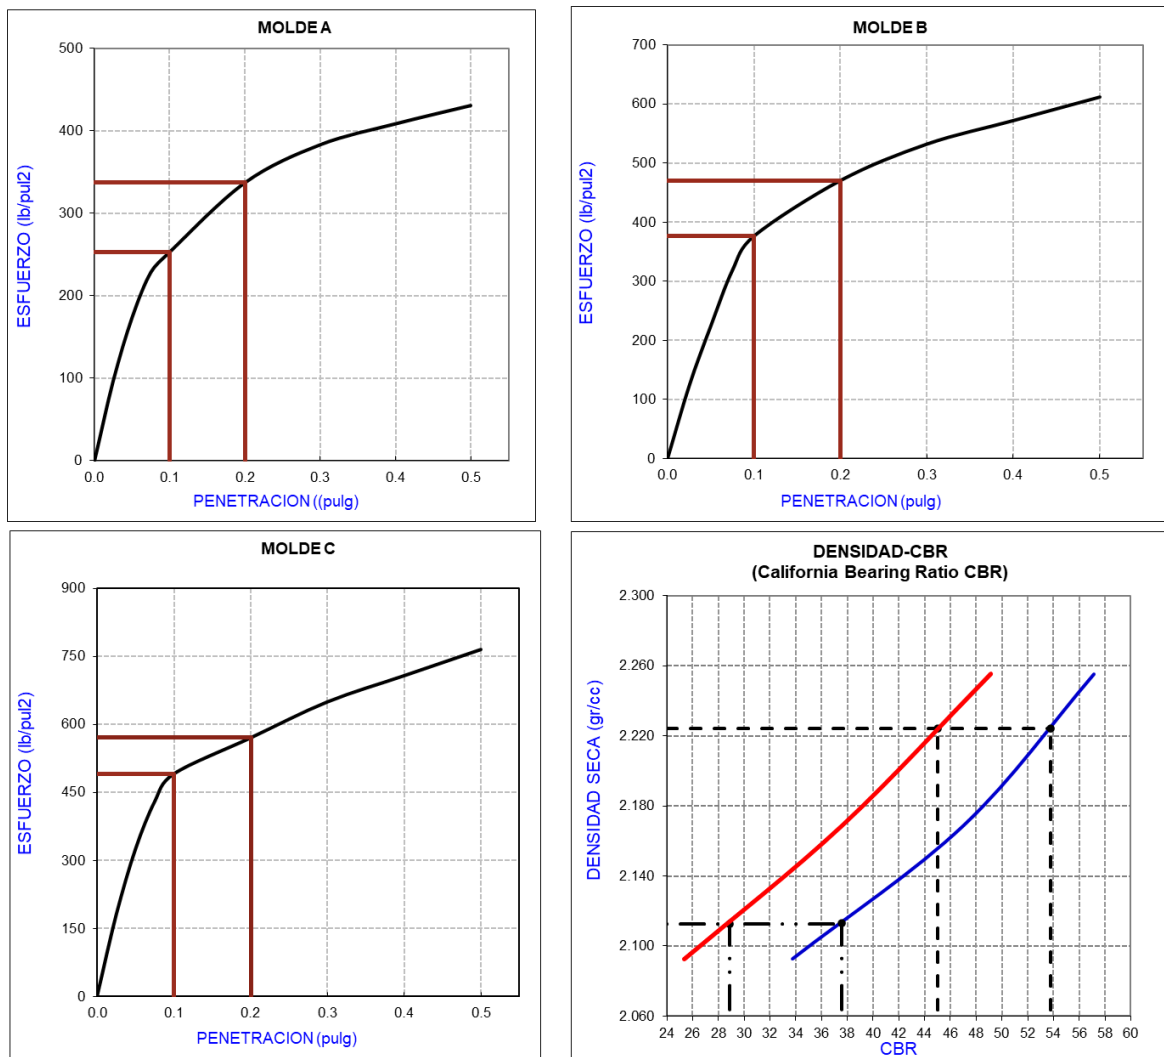 MOLDE A
500
400
300
200
100
0
ESFUERZO (lb/pul2)
0.0 0.1 0.2 0.3 0.4 0.5
PENETRACION ((pulg)
MOLDE B
700
600
500
400
300
200
100
0
ESFUERZO (lb/pul2)
0.0 0.1 0.2 0.3 0.4 0.5
PENETRACION (pulg)
MOLDE C
900
750
600
450
300
150
0
ESFUERZO (lb/pul2)
0.0 0.1 0.2 0.3 0.4 0.5
PENETRACION (pulg)
DENSIDAD-CBR
(California Bearing Ratio CBR)
2.300
2.260
2.220
2.180
2.140
2.100
2.060
DENSIDAD SECA (gr/cc)
24 26 28 30 32 34 36 38 40 42 44 46 48 50 52 54 56 58 60
CBR